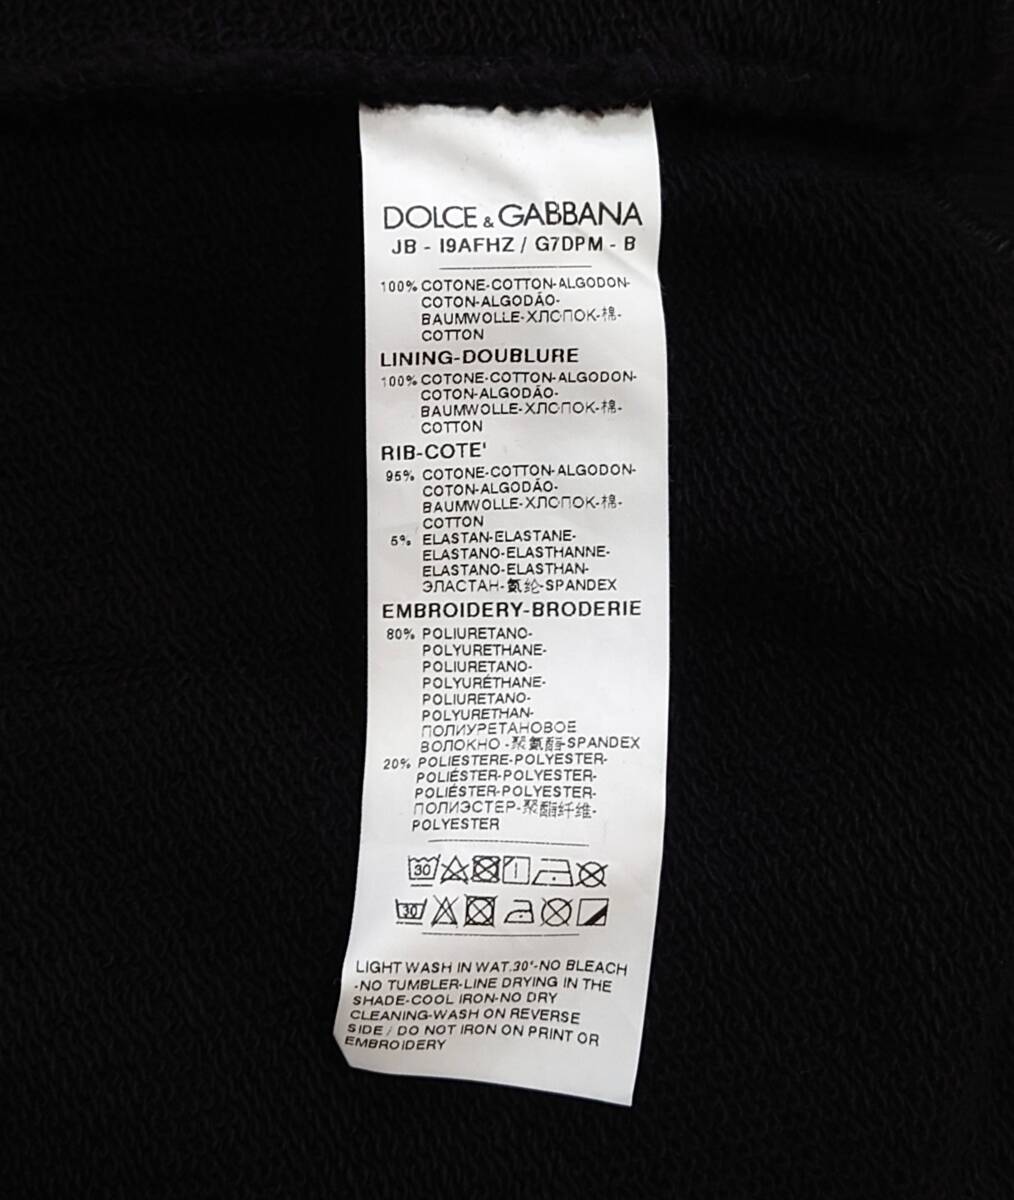 DOLCE & GABBANA
JB - I9AFHZ / G7DPM - B
100% COTONE-COTTON-ALGODON-
COTON-ALGODÃO-
BAUMWOLLE-ХЛОПОК-棉-
COTTON
LINING-DOUBLURE
100% COTONE-COTTON-ALGODON-
COTON-ALGODÃO-
BAUMWOLLE-ХЛОПОК-棉-
COTTON
RIB-COTE'
95% COTONE-COTTON-ALGODON-
COTON-ALGODÃO-
BAUMWOLLE-ХЛОПОК-棉-
COTTON
5% ELASTAN-ELASTANE-
ELASTANO-ELASTHANNE-
ELASTANO-ELASTHAN-
ЭЛАСТАН-氨纶-SPANDEX
EMBROIDERY-BRODERIE
80% POLIURETANO-
POLYURETHANE-
POLIURETANO-
POLYURÉTHANE-
POLIURETANO-
POLYURETHAN-
ПОЛИУРЕТАНОВОЕ
ВОЛОКНО-聚氨酯-SPANDEX
20% POLIESTERE-POLYESTER-
POLIÉSTER-POLYESTER-
POLIÉSTER-POLYESTER-
ПОЛИЭСТЕР-聚酯纤维-
POLYESTER
30
30
LIGHT WASH IN WAT.30°-NO BLEACH
-NO TUMBLER-LINE DRYING IN THE
SHADE-COOL IRON-NO DRY
CLEANING-WASH ON REVERSE
SIDE / DO NOT IRON ON PRINT OR
EMBROIDERY